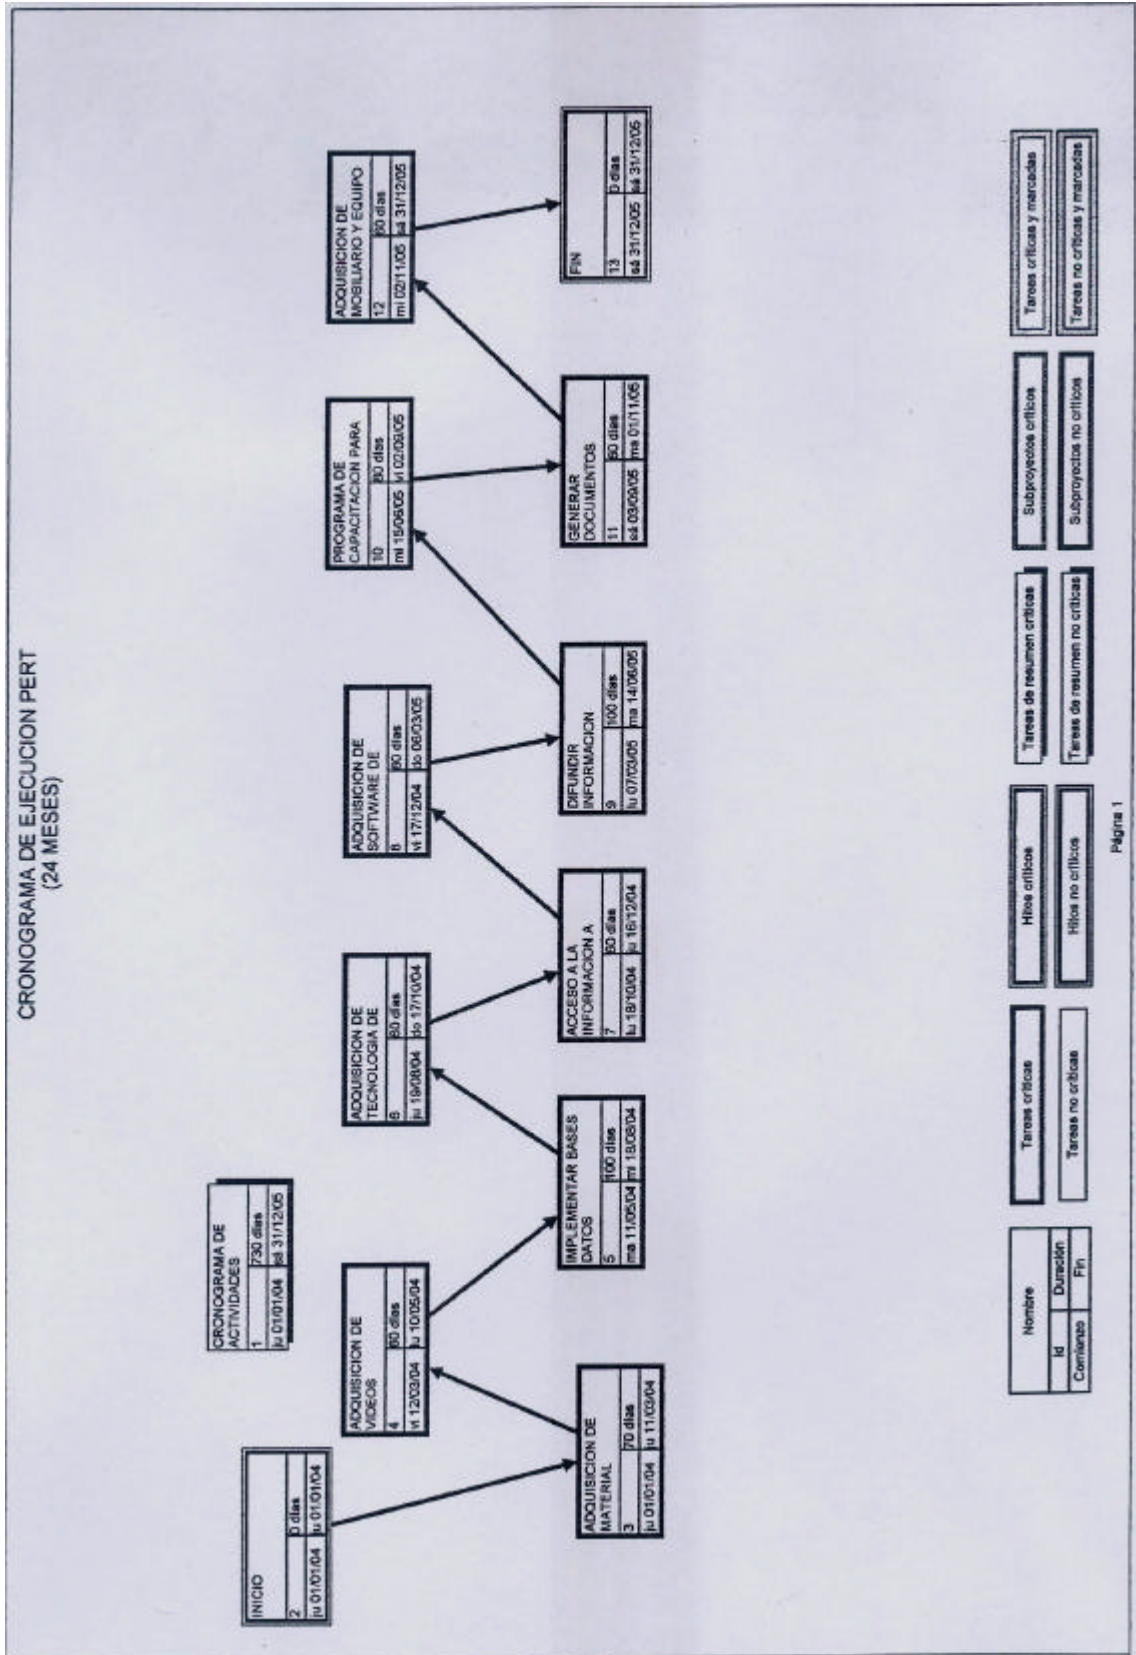 CRONOGRAMA DE EJECUCION PERT
(24 MESES)
CRONOGRAMA DE
ACTIVIDADES
1 730 días
ju 01/01/04 sá 31/12/05
INICIO
2 0 días
ju 01/01/04 ju 01/01/04
ADQUISICION DE
MATERIAL
3 70 días
ju 01/01/04 ju 11/03/04
ADQUISICION DE
VIDEOS
4 60 días
vi 12/03/04 lu 10/05/04
IMPLEMENTAR BASES
DATOS
5 100 días
ma 11/05/04 mi 18/08/04
ADQUISICION DE
TECNOLOGIA DE
6 60 días
ju 19/08/04 do 17/10/04
ACCESO A LA
INFORMACION A
7 60 días
lu 18/10/04 ju 16/12/04
ADQUISICION DE
SOFTWARE DE
8 80 días
vi 17/12/04 do 06/03/05
DIFUNDIR
INFORMACION
9 100 días
lu 07/03/05 ma 14/06/05
PROGRAMA DE
CAPACITACION PARA
10 80 días
mi 15/06/05 vi 02/09/05
GENERAR
DOCUMENTOS
11 60 días
sá 03/09/05 ma 01/11/05
ADQUISICION DE
MOBILIARIO Y EQUIPO
12 60 días
mi 02/11/05 sá 31/12/05
FIN
13 0 días
sá 31/12/05 sá 31/12/05
Nombre
Id Duración
Comienzo Fin
Tareas críticas
Tareas no críticas
Hitos críticos
Hitos no críticos
Tareas de resumen críticas
Tareas de resumen no críticas
Subproyectos críticos
Subproyectos no críticos
Tareas críticas y marcadas
Tareas no críticas y marcadas
Página 1